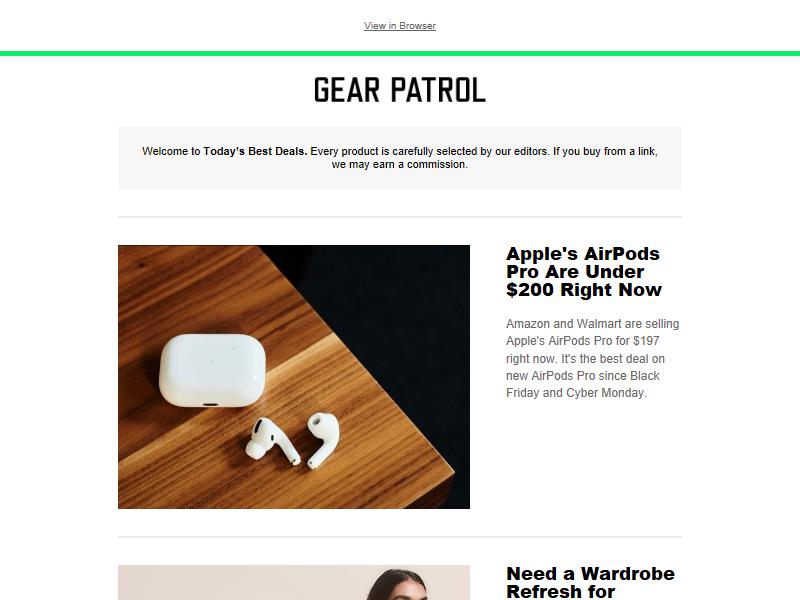 View in Browser
GEAR PATROL
Welcome to Today's Best Deals. Every product is carefully selected by our editors. If you buy from a link,
we may earn a commission.
Apple's AirPods
Pro Are Under
$200 Right Now
Amazon and Walmart are selling
Apple's AirPods Pro for $197
right now. It's the best deal on
new AirPods Pro since Black
Friday and Cyber Monday.
Need a Wardrobe
Refresh for